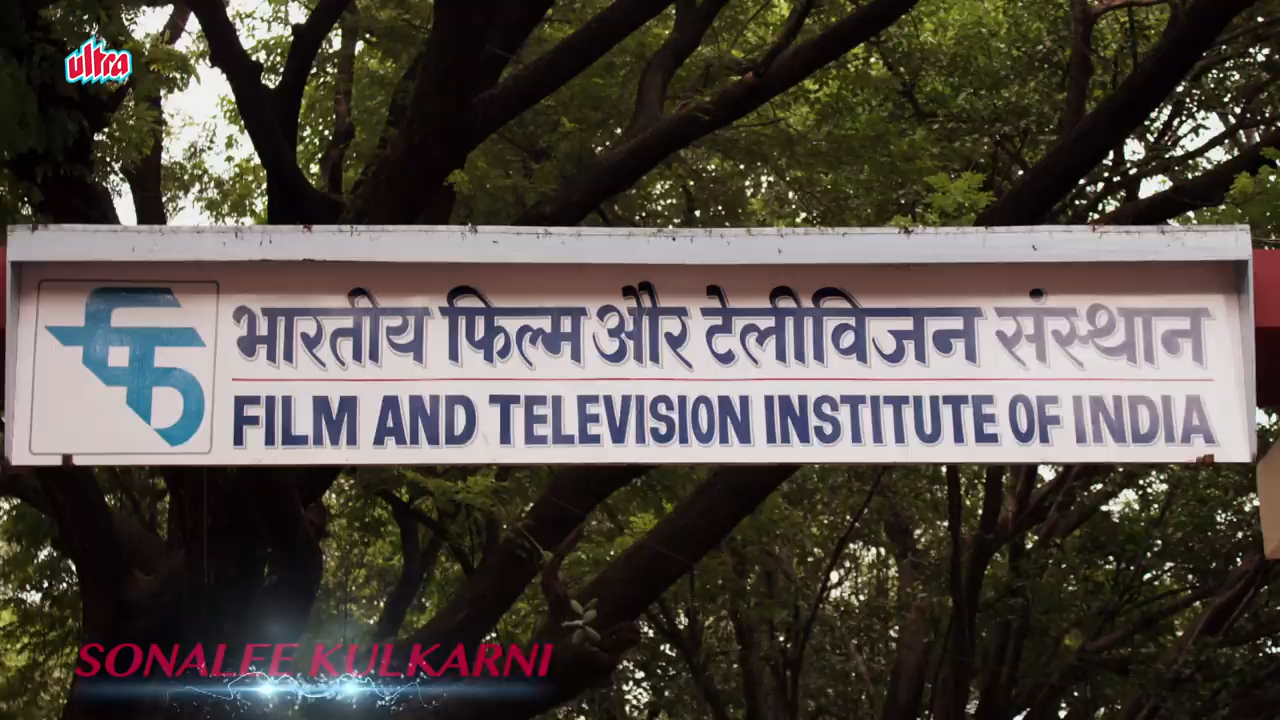 ultra
भारतीय फिल्म और टेलीविजन संस्थान
FILM AND TELEVISION INSTITUTE OF INDIA
SONALEE KULKARNI